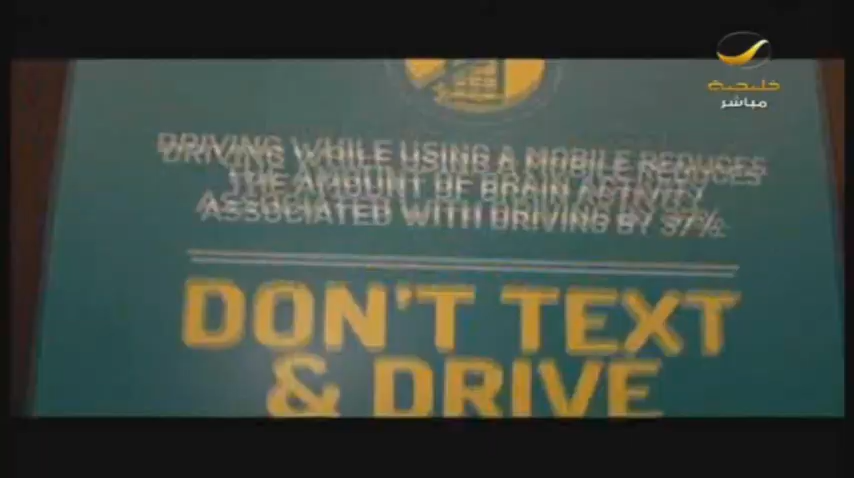 خليجية
مباشر
DRIVING WHILE USING A MOBILE REDUCES
THE AMOUNT OF BRAIN ACTIVITY
ASSOCIATED WITH DRIVING BY 37%
DON'T TEXT
& DRIVE